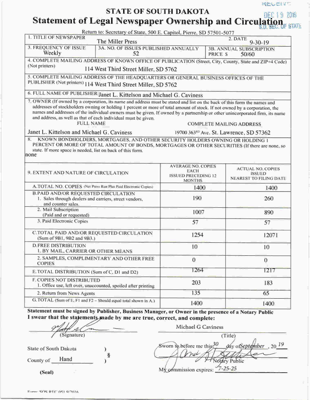 RECEIVED
DEC 19 2019
S.D. SEC. OF STATE
STATE OF SOUTH DAKOTA
Statement of Legal Newspaper Ownership and Circulation
Return to: Secretary of State, 500 E. Capitol, Pierre, SD 57501-5077
1. TITLE OF NEWSPAPER
The Miller Press
2. DATE
9-30-19
3. FREQUENCY OF ISSUE
Weekly
3A. NO. OF ISSUES PUBLISHED ANNUALLY
52
3B. ANNUAL SUBSCRIPTION
PRICE $ 50/60
4. COMPLETE MAILING ADDRESS OF KNOWN OFFICE OF PUBLICATION (Street, City, County, State and ZIP+4 Code)
(Not printers)
114 West Third Street Miller, SD 5762
5. COMPLETE MAILING ADDRESS OF THE HEADQUARTERS OR GENERAL BUSINESS OFFICES OF THE
PUBLISHER (Not printers) 114 West Third Street Miller, SD 5762
6. FULL NAME OF PUBLISHER Janet L. Kittelson and Michael G. Caviness
7. OWNER (If owned by a corporation, its name and address must be stated and also the names and
addresses of stockholders owning or holding 1 percent or more of total amount of stock. If not owned by a corporation, the
names and addresses of the individual owners must be given. If owned by a partnership or other unincorporated firm, its name
and address, as well as that of each individual must be given.
FULL NAME
COMPLETE MAILING ADDRESS
Janet L. Kittelson and Michael G. Caviness
Ave. St. Lawrence, SD 57362
8. KNOWN BONDHOLDERS, MORTGAGES, AND OTHER SECURITY HOLDERS OWNING OR HOLDING 1
PERCENT OR MORE OF TOTAL AMOUNT OF BONDS, MORTGAGES OR OTHER SECURITIES (If there are none, so
state. If more space is needed, list on back of this form.
none
9. EXTENT AND NATURE OF CIRCULATION
AVERAGE NO. COPIES
EACH
ISSUED PRECEDING 12
MONTHS
ACTUAL NO. COPIES
ISSUED
NEAREST TO FILING DATE
A. TOTAL NO. COPIES (Net Press Run Plus Paid Electronic Copies)
1400
1400
B. PAID AND/OR REQUESTED CIRCULATION
1. Sales through dealers and carriers, street vendors,
and counter sales
190
260
2. Mail Subscription
(Paid and or requested)
1007
890
3. Paid Electronic Copies
57
57
C. TOTAL PAID AND/OR REQUESTED CIRCULATION
(Sum of 9B1, 9B2 and 9B3.)
1254
12071
D. FREE DISTRIBUTION
1. BY MAIL, CARRIER OR OTHER MEANS
10
10
2. SAMPLES, COMPLIMENTARY AND OTHER FREE
COPIES
0
0
E. TOTAL DISTRIBUTION (Sum of C, D1 and D2)
1264
1217
F. COPIES NOT DISTRIBUTED
1. Office use, left over, unaccounted, spoiled after printing
203
183
2. Return from News Agents
135
65
G. TOTAL (Sum of E, F1 and F2 - Should equal total shown in A.)
1400
1400
Statement must be signed by Publisher, Business Manager, or Owner in the presence of a Notary Public
I swear that the statements made by me are true, correct, and complete:
Michael G Caviness
(Signature)
(Title)
State of South Dakota )
§
County of Hand )
Sworn to before me this 30 day of September, 20 19
Notary Public
(Seal)
My commission expires: 7-25-25